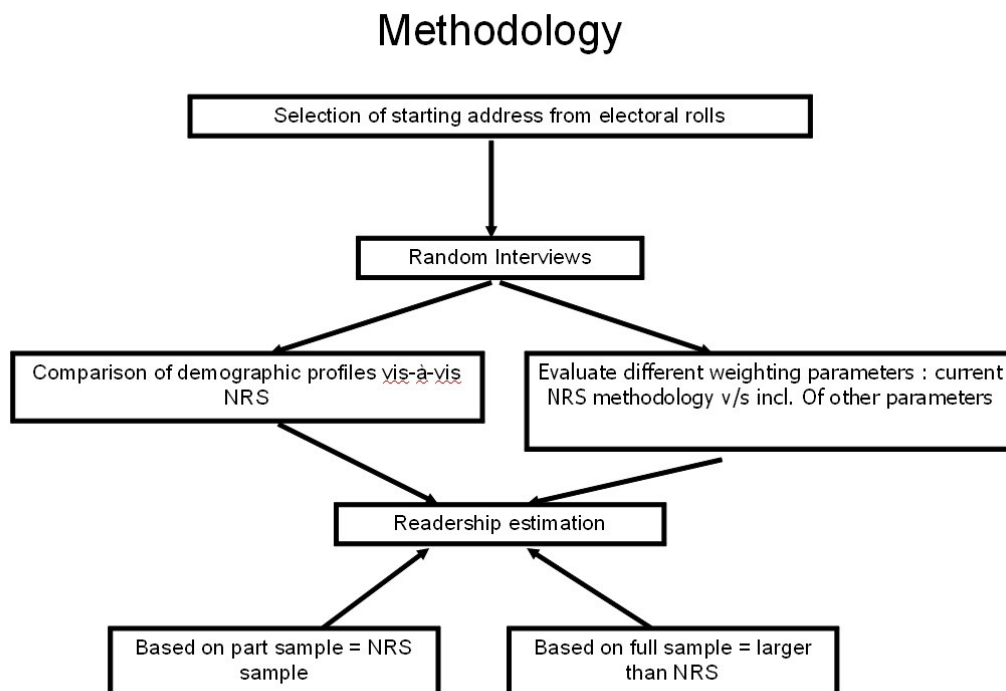 Methodology
Selection of starting address from electoral rolls
Random Interviews
Comparison of demographic profiles vis-à-vis
NRS
Evaluate different weighting parameters : current
NRS methodology v/s incl. Of other parameters
Readership estimation
Based on part sample = NRS
sample
Based on full sample = larger
than NRS